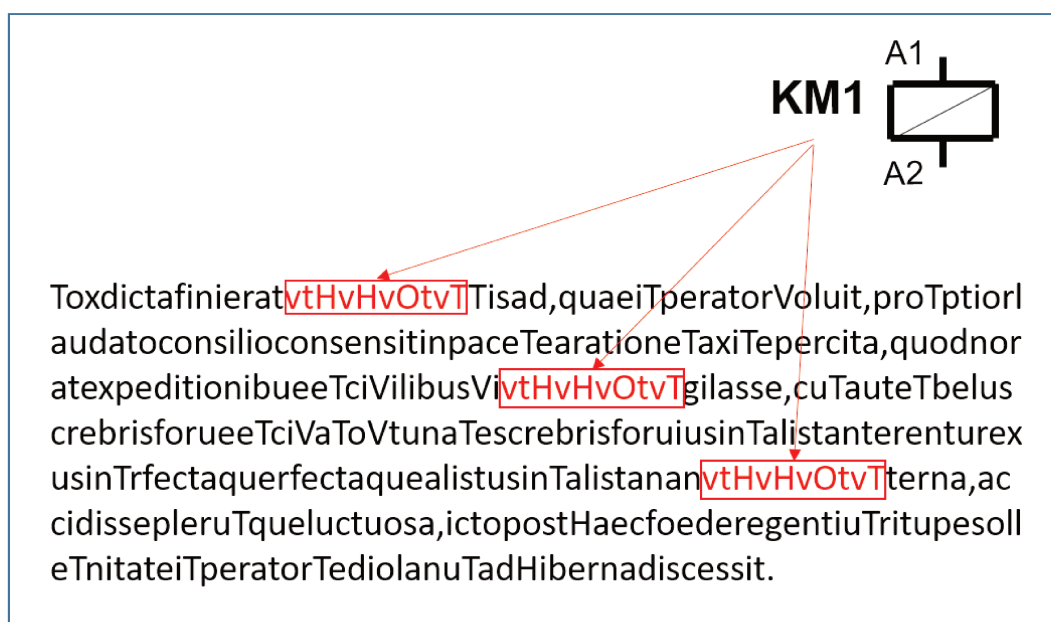 A1
KM1
A2
ToxdictafinieratvtHvHvOtvTTisad,quaeiTperatorVoluit,proTptiorl
audatoconsilioconsensitinpaceTearationeTaxiTepercita,quodnor
atexpeditionibueeTciVilibusVivtHvHvOtvTgilasse,cuTauteTbelus
crebrisforueeTciVaToVtunaTescrebrisforuiusinTalistanterenturex
usinTrfectaquerfectaquealistusinTalistananvtHvHvOtvTterna,ac
cidissepleruTqueluctuosa,ictopostHaecfoederegentiuTritupesoll
eTnitateiTperatorTediolanuTadHibernadiscessit.